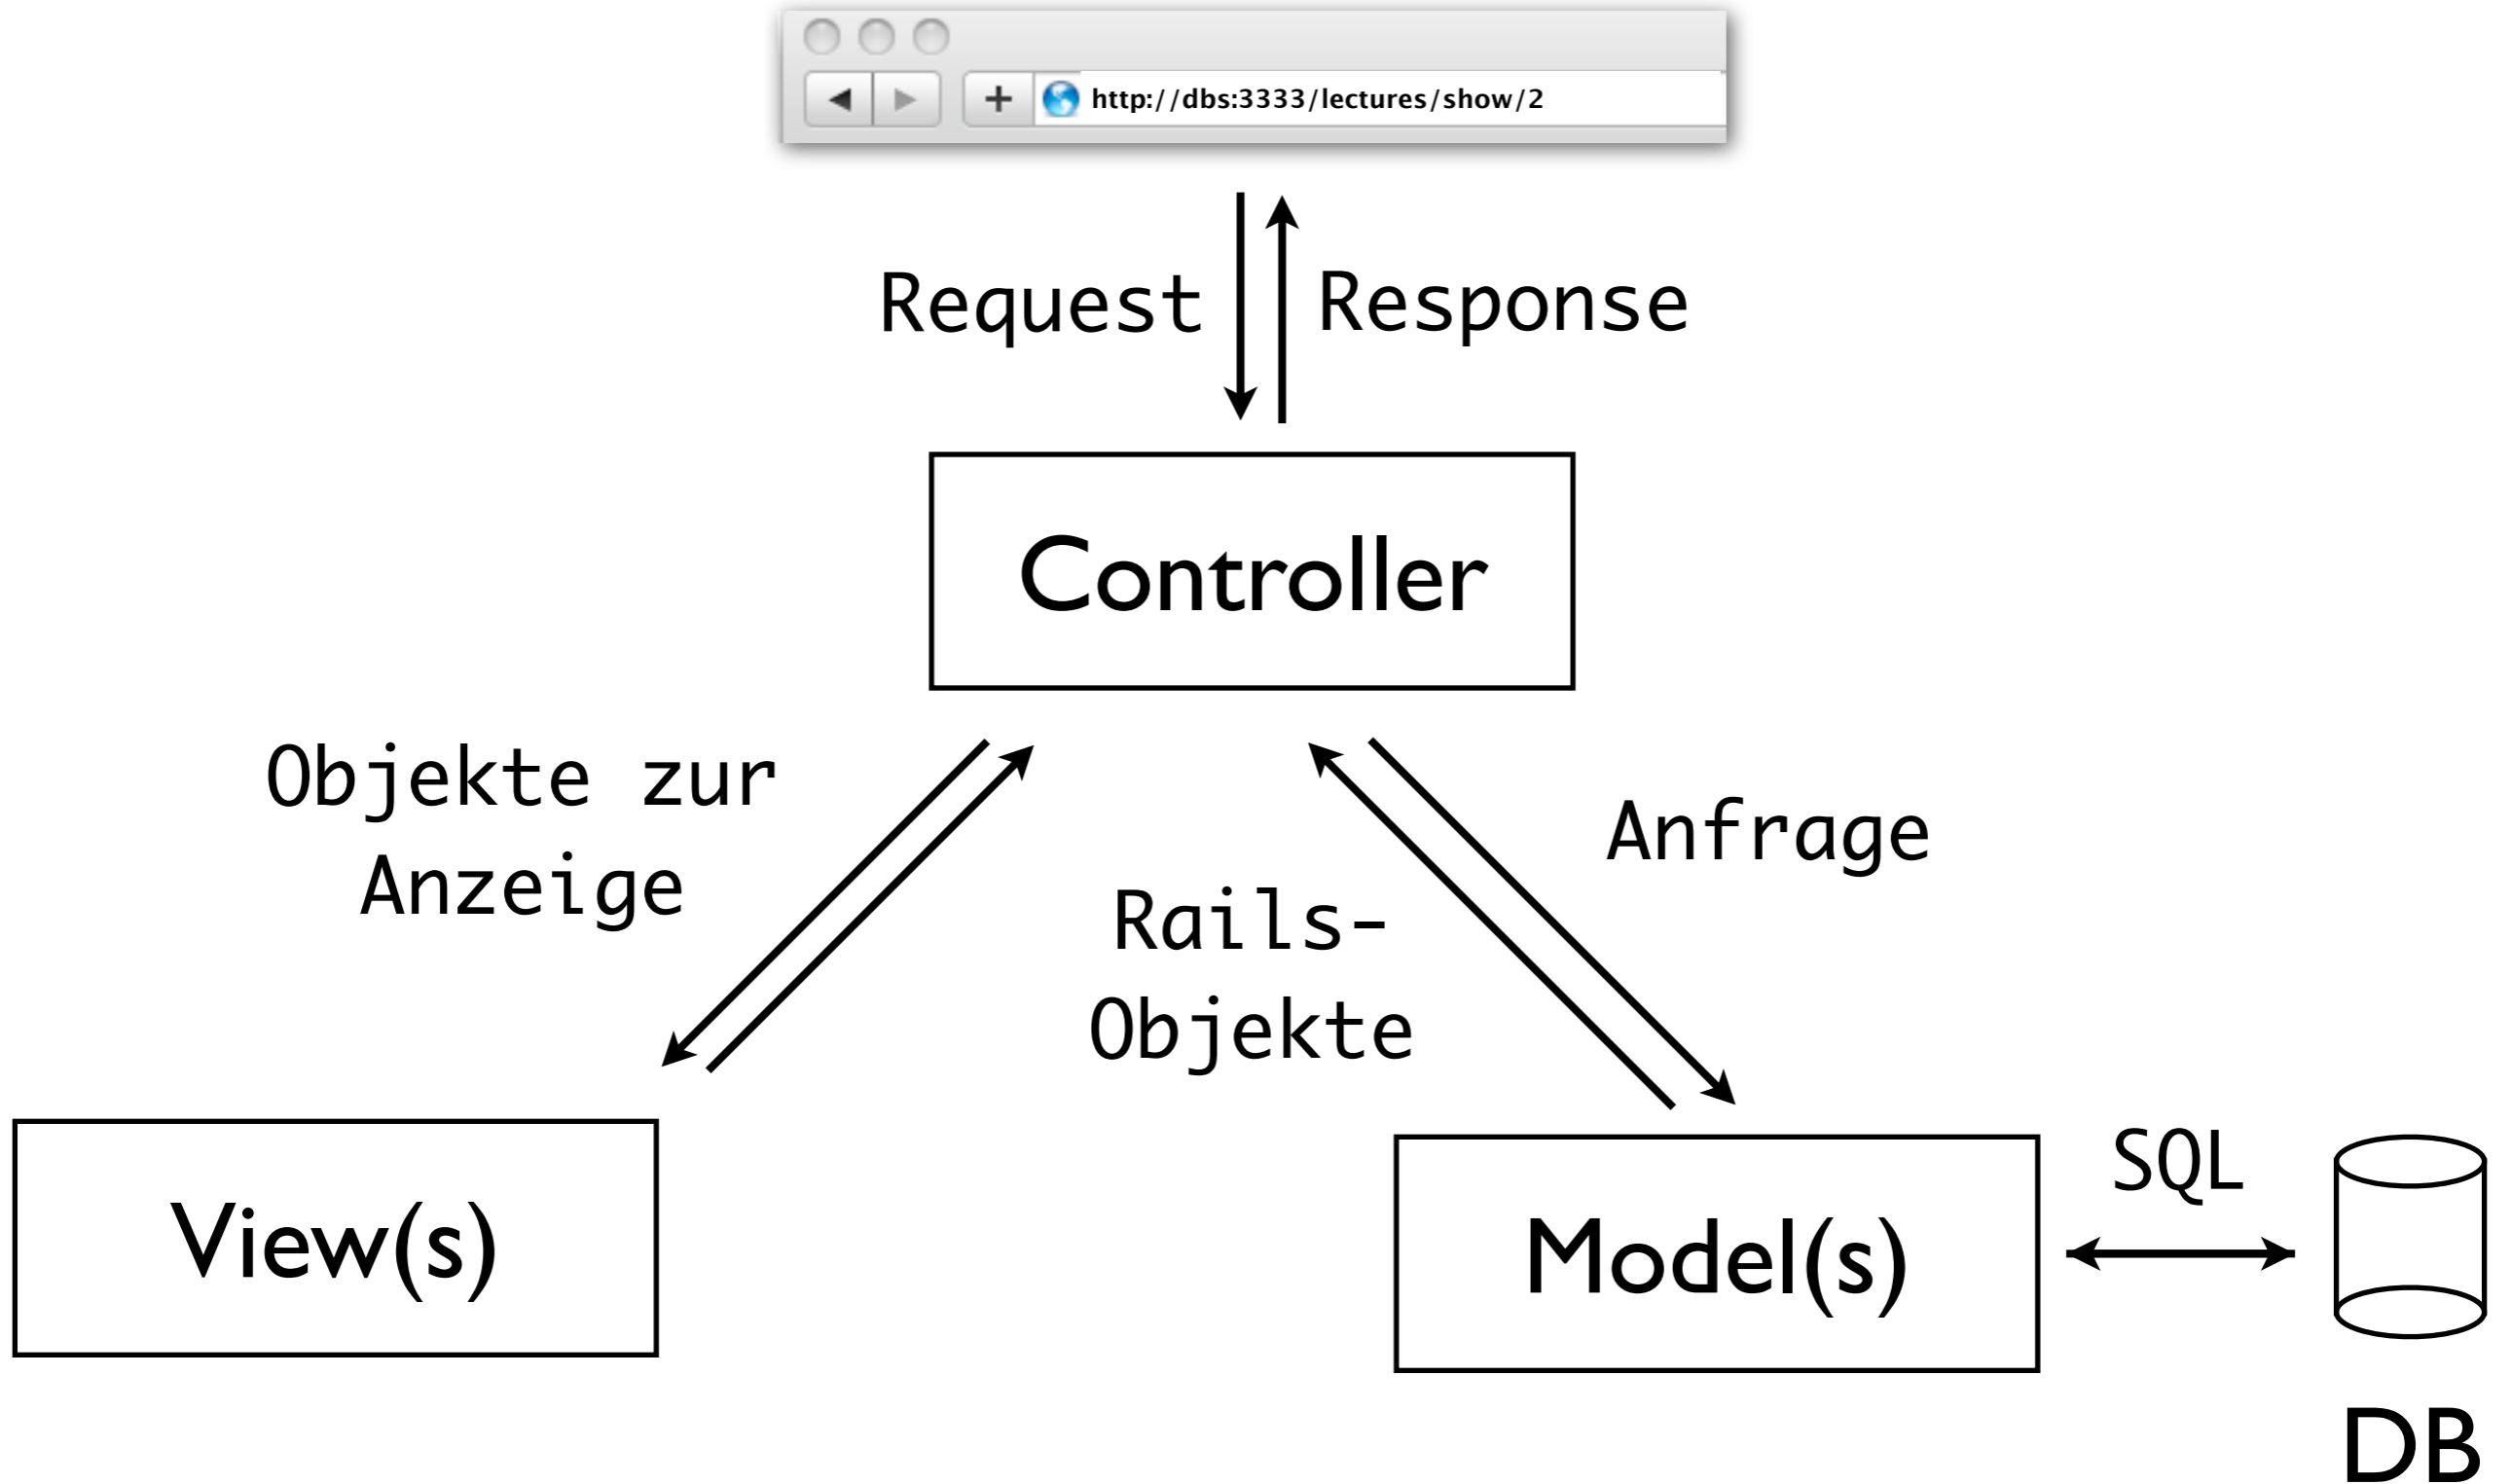 http://dbs:3333/lectures/show/2
Request
Response
Controller
Objekte zur
Anzeige
Anfrage
Rails-
Objekte
View(s)
Model(s)
SQL
DB